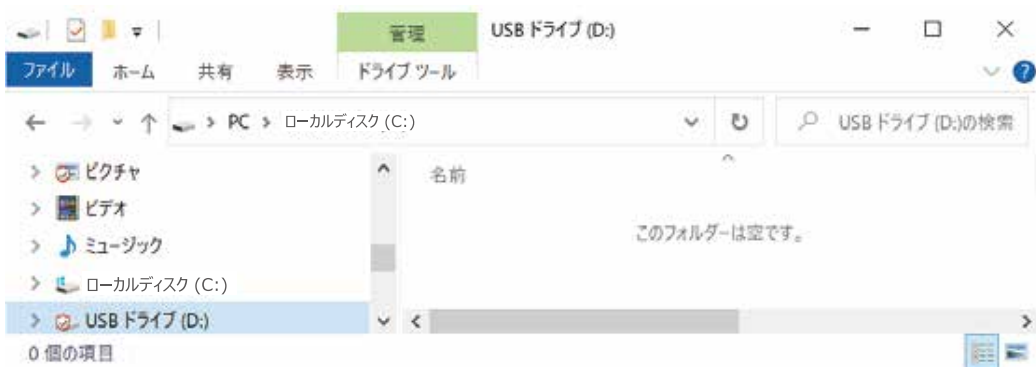 管理 USB ドライブ (D:)
ファイル ホーム 共有 表示 ドライブ ツール
PC ローカルディスク (C:) USB ドライブ (D:)の検索
ピクチャ
名前
ビデオ
このフォルダーは空です。
ミュージック
ローカルディスク (C:)
USB ドライブ (D:)
0 個の項目